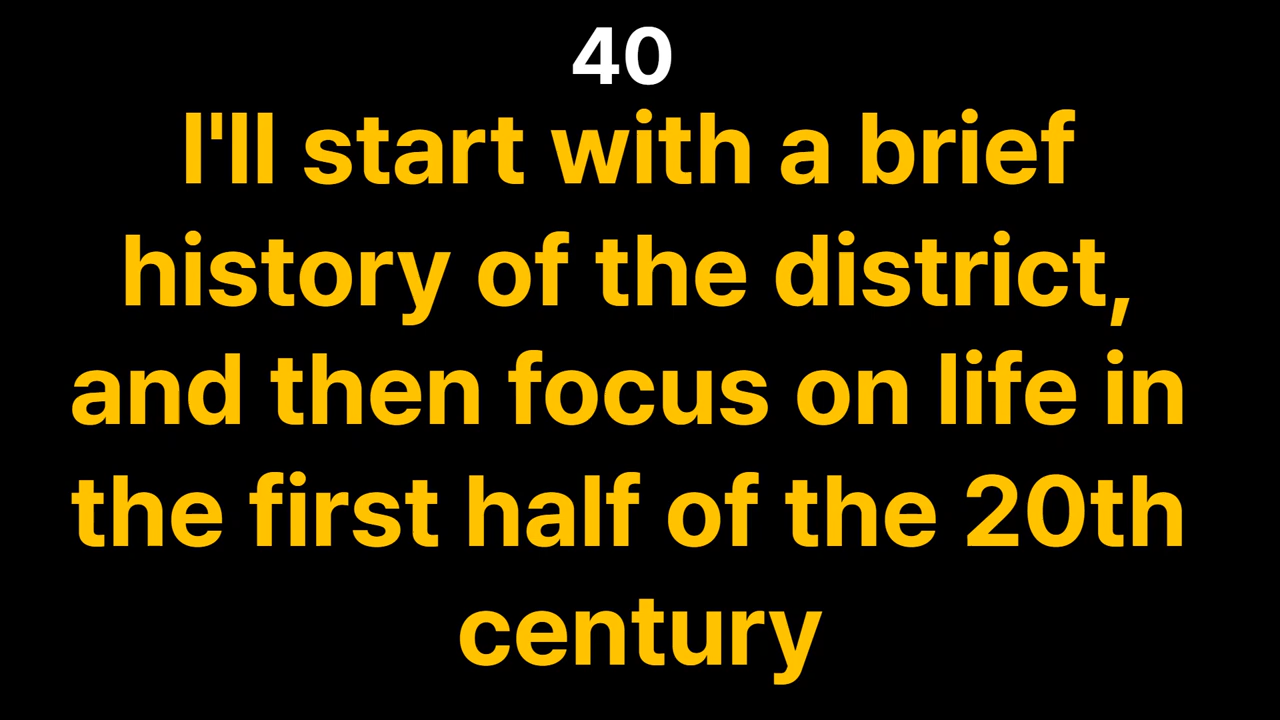 40
I'll start with a brief
history of the district,
and then focus on life in
the first half of the 20th
century